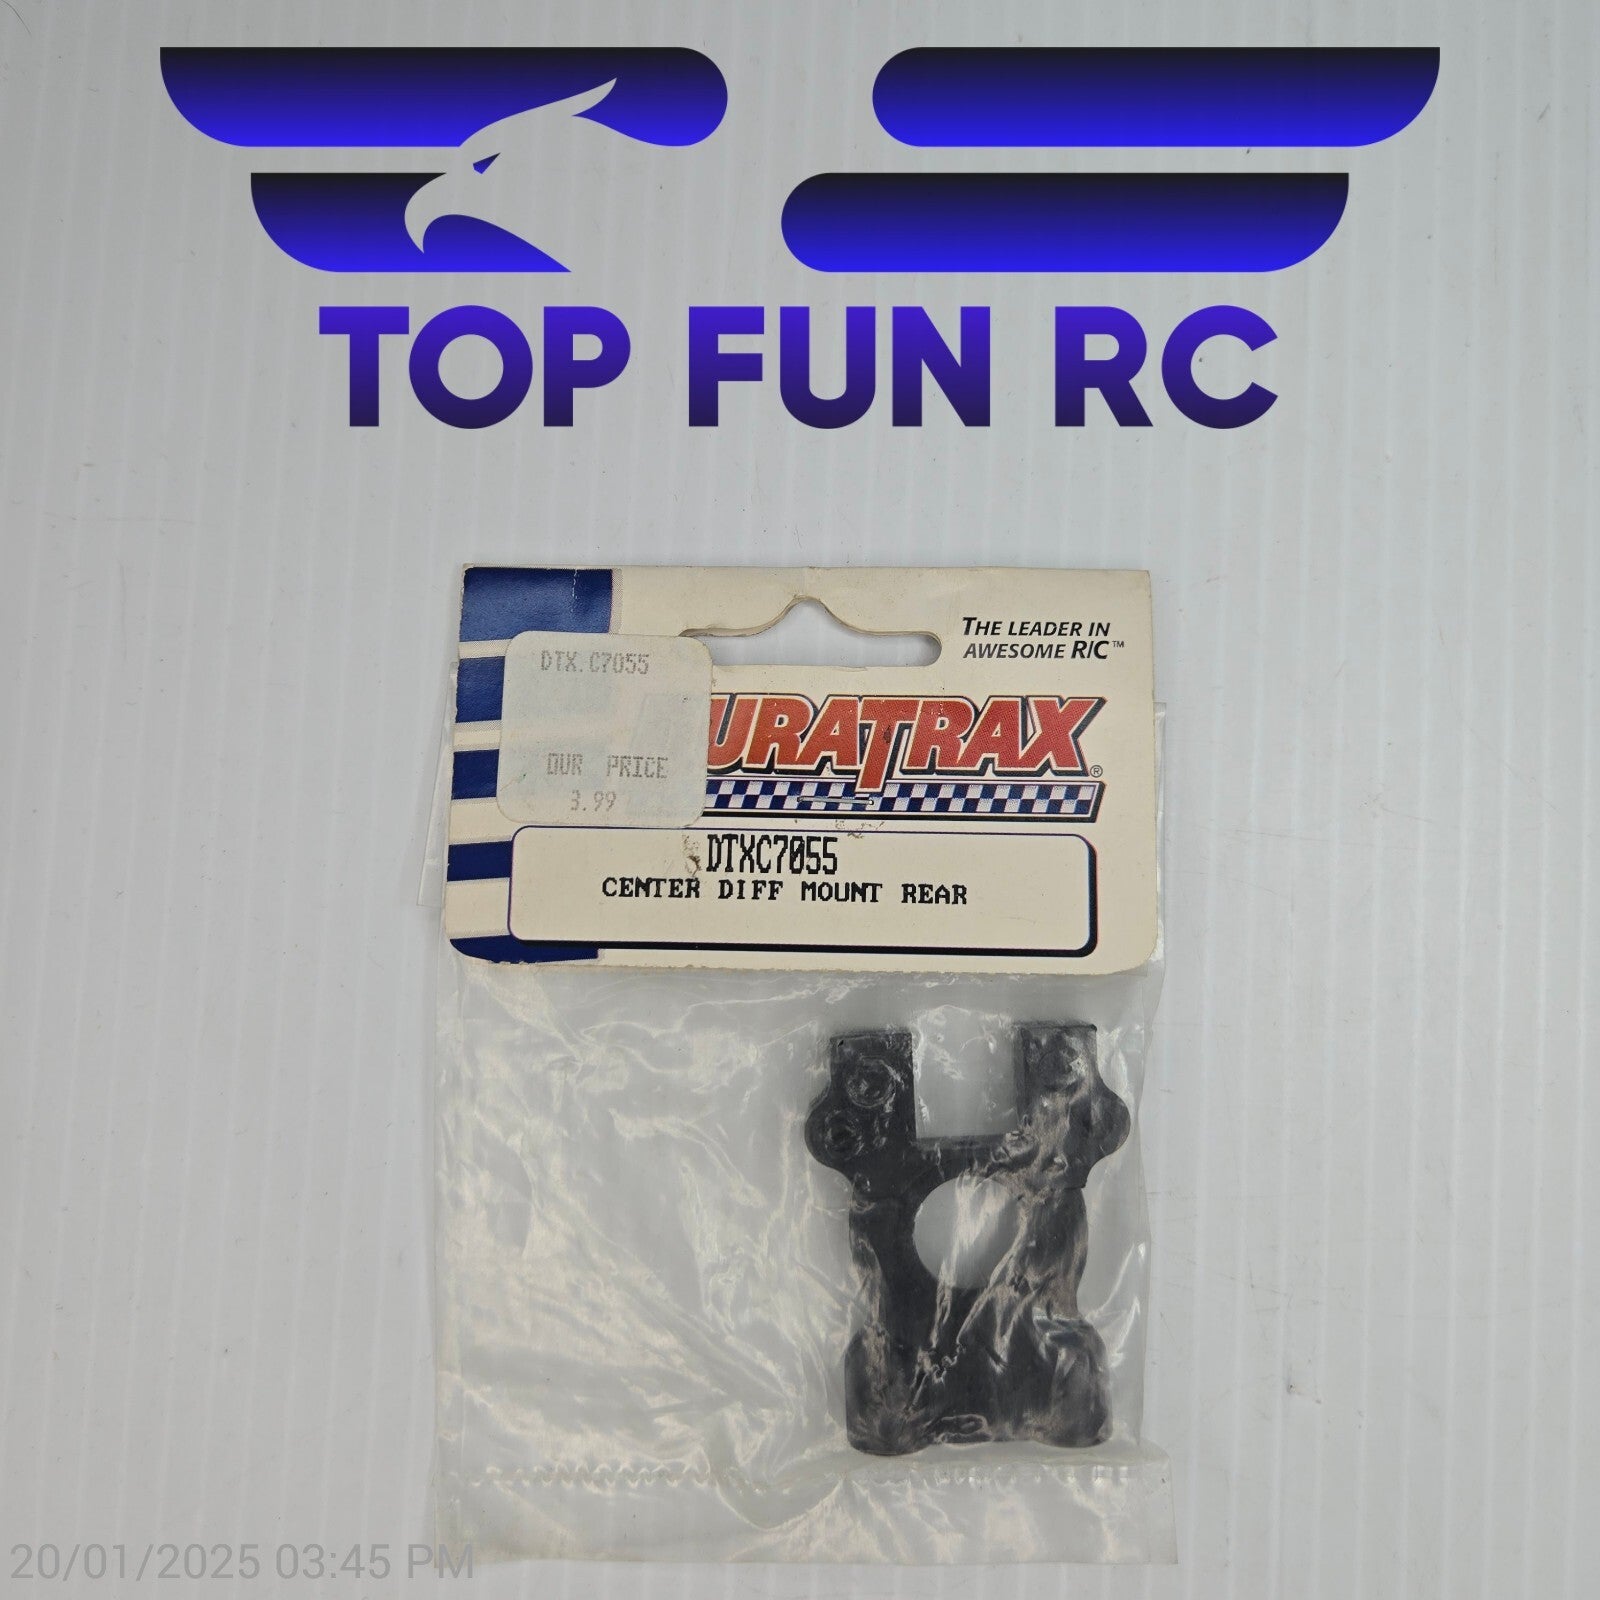 TOP FUN RC
THE LEADER IN
AWESOME R/C™
DTX.C7055
URATRAX®
OUR PRICE
3.99
DTXC7055
CENTER DIFF MOUNT REAR
20/01/2025 03:45 PM